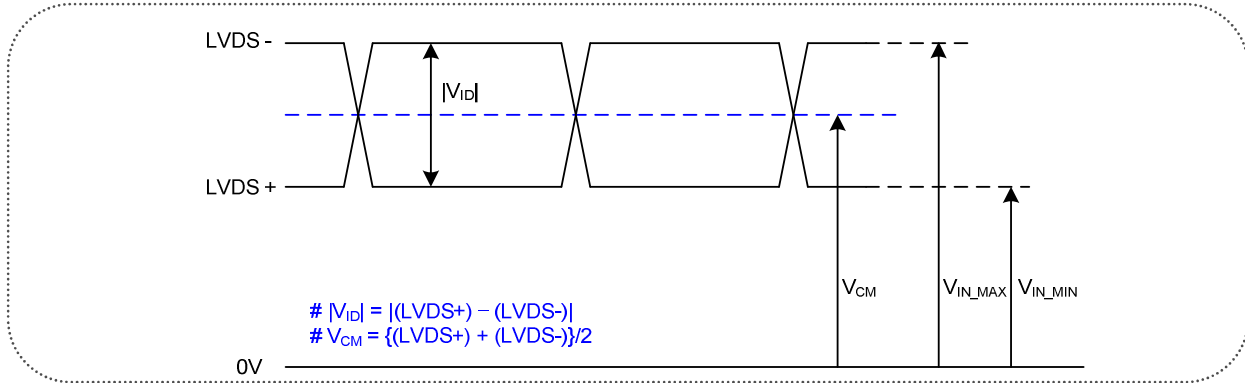 LVDS -
|VID|
LVDS +
VCM
VIN_MAX
VIN_MIN
# |VID| = |(LVDS+) – (LVDS-)|
# VCM = {(LVDS+) + (LVDS-)}/2
0V